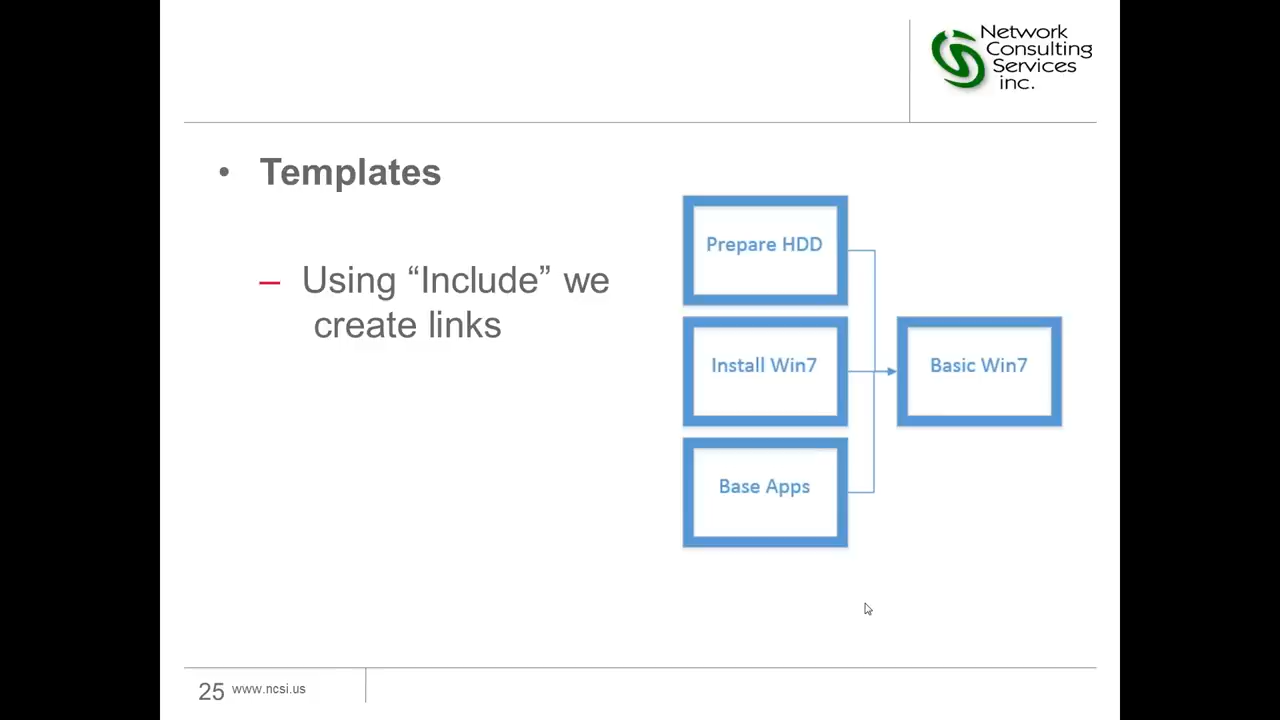 Network
Consulting
Services
inc.
• Templates
– Using “Include” we
create links
Prepare HDD
Install Win7
Basic Win7
Base Apps
25 www.ncsi.us